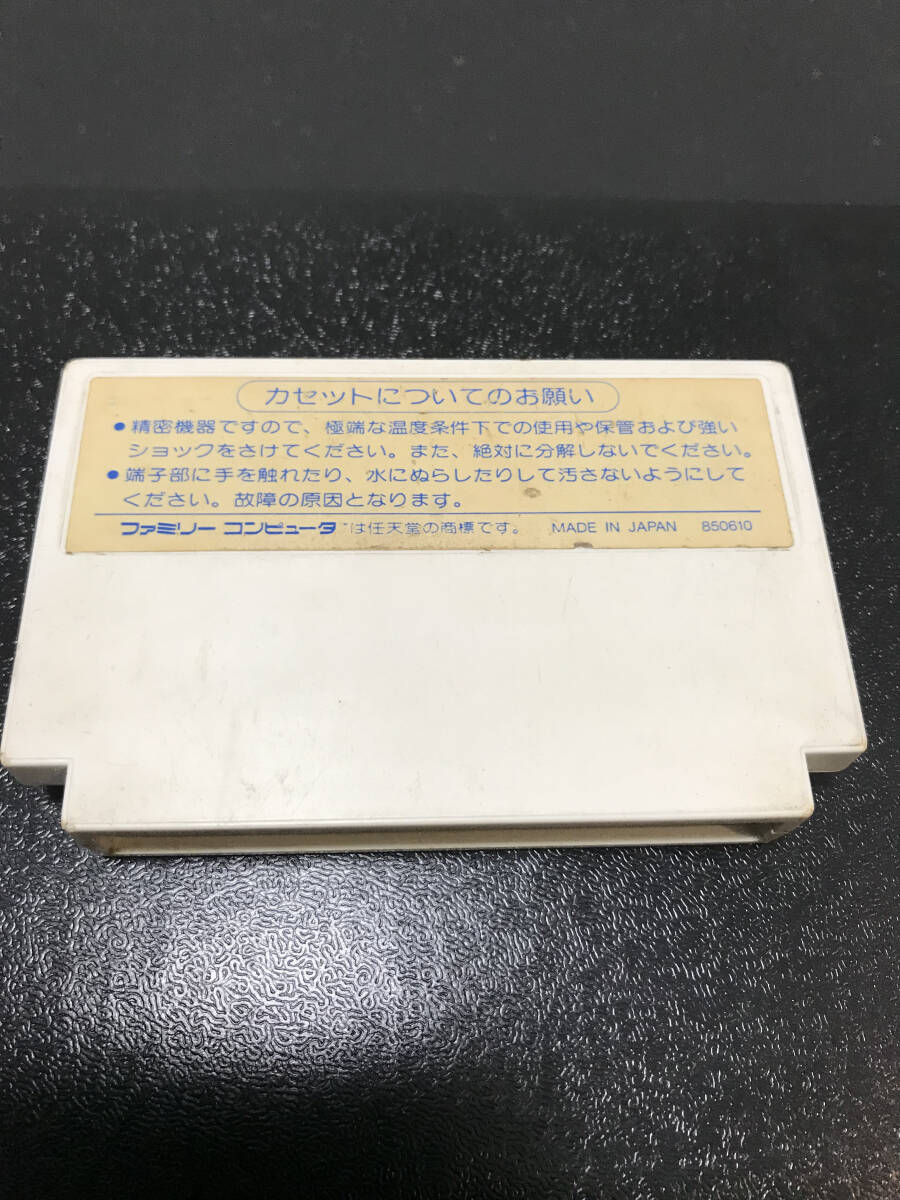 カセットについてのお願い
●精密機器ですので、極端な温度条件下での使用や保管および強い
ショックをさけてください。また、絶対に分解しないでください。
●端子部に手を触れたり、水にぬらしたりして汚さないようにして
ください。故障の原因となります。
ファミリー コンピュータ™は任天堂の商標です。 MADE IN JAPAN 850610